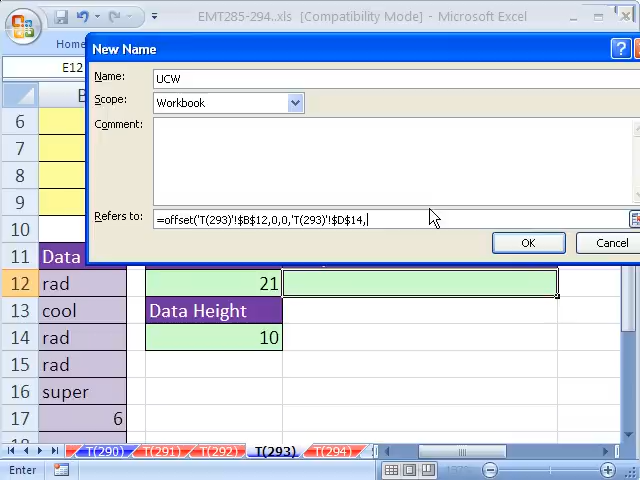 EMT285-294..xls [Compatibility Mode] - Microsoft Excel
Home
New Name
?
E12
Name:
UCW
Scope:
Workbook
Comment:
Refers to:
=offset('T(293)'!$B$12,0,0,'T(293)'!$D$14,
OK
Cancel
B
6
7
8
9
10
11
Data
12
rad
21
13
cool
Data Height
14
rad
10
15
rad
16
super
17
6
T(290)
T(291)
T(292)
T(293)
T(294)
Enter